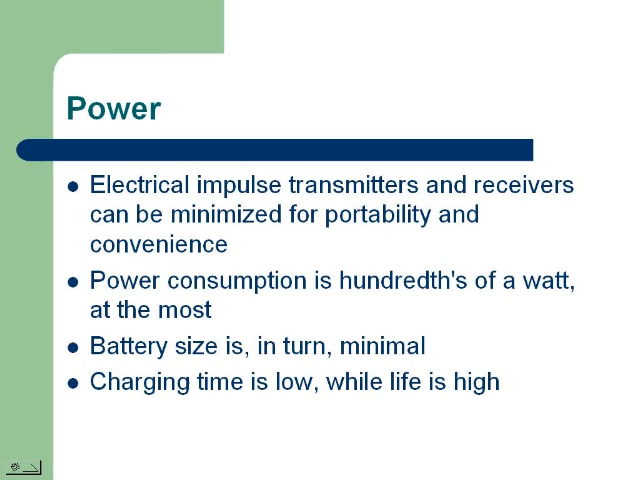 Power
Electrical impulse transmitters and receivers
can be minimized for portability and
convenience
Power consumption is hundredth's of a watt,
at the most
Battery size is, in turn, minimal
Charging time is low, while life is high